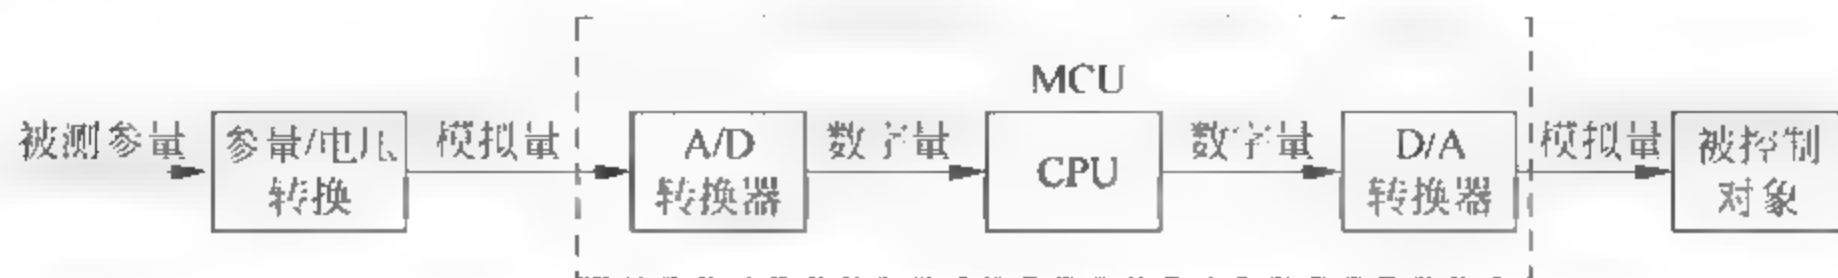 MCU
被测参量
参量/电压
转换
模拟量
A/D
转换器
数字量
CPU
数字量
D/A
转换器
模拟量
被控制
对象